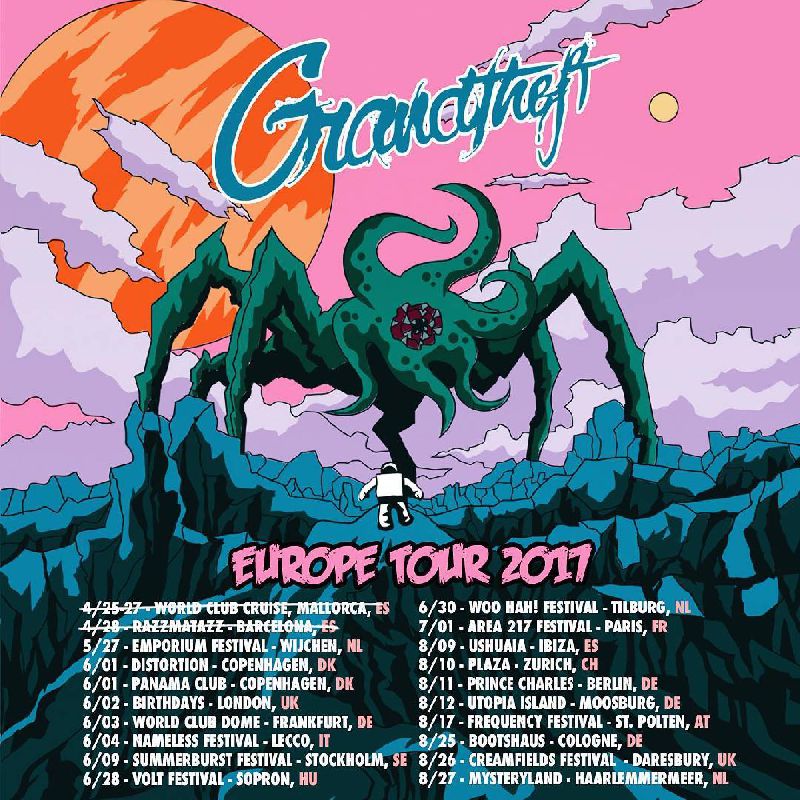 Grandtheft
EUROPE TOUR 2017
4/25-27 - WORLD CLUB CRUISE, MALLORCA, ES
4/28 - RAZZMATAZZ - BARCELONA, ES
5/27 - EMPORIUM FESTIVAL - WIJCHEN, NL
6/01 - DISTORTION - COPENHAGEN, DK
6/01 - PANAMA CLUB - COPENHAGEN, DK
6/02 - BIRTHDAYS - LONDON, UK
6/03 - WORLD CLUB DOME - FRANKFURT, DE
6/04 - NAMELESS FESTIVAL - LECCO, IT
6/09 - SUMMERBURST FESTIVAL - STOCKHOLM, SE
6/28 - VOLT FESTIVAL - SOPRON, HU
6/30 - WOO HAH! FESTIVAL - TILBURG, NL
7/01 - AREA 217 FESTIVAL - PARIS, FR
8/09 - USHUAIA - IBIZA, ES
8/10 - PLAZA - ZURICH, CH
8/11 - PRINCE CHARLES - BERLIN, DE
8/12 - UTOPIA ISLAND - MOOSBURG, DE
8/17 - FREQUENCY FESTIVAL - ST. POLTEN, AT
8/25 - BOOTSHAUS - COLOGNE, DE
8/26 - CREAMFIELDS FESTIVAL - DARESBURY, UK
8/27 - MYSTERYLAND - HAARLEMMERMEER, NL